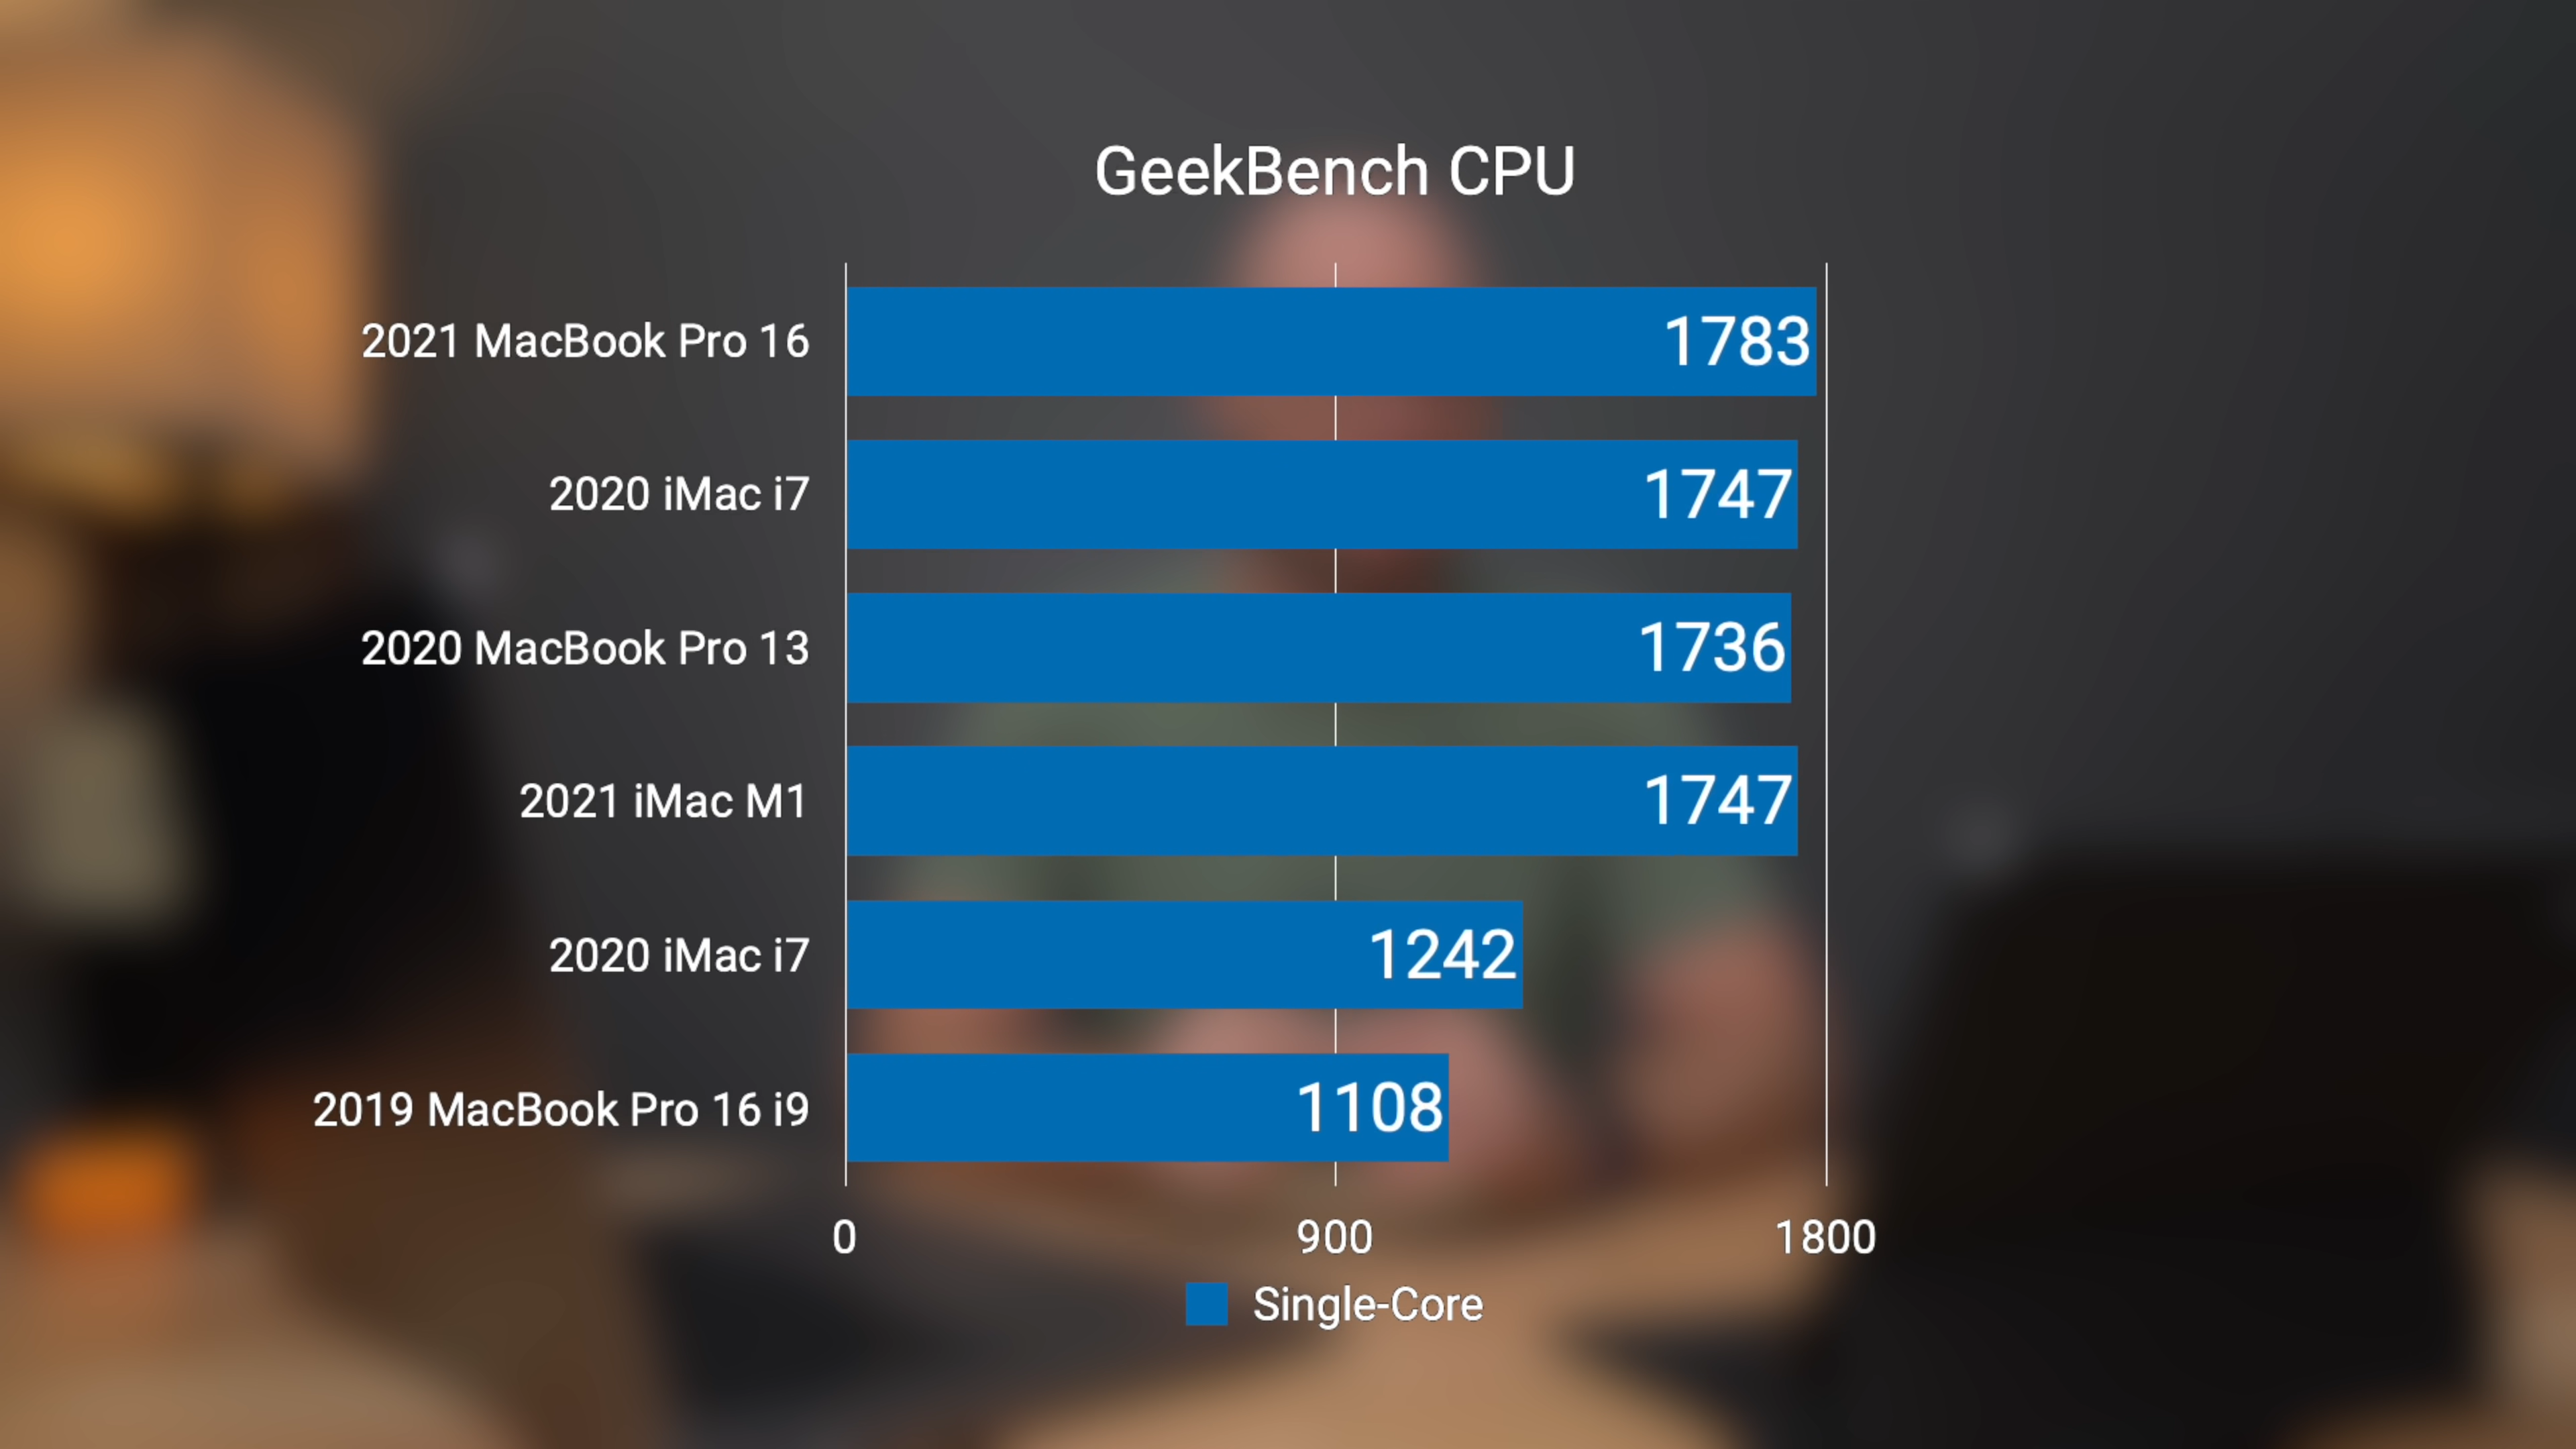 GeekBench CPU
2021 MacBook Pro 16 1783
2020 iMac i7 1747
2020 MacBook Pro 13 1736
2021 iMac M1 1747
2020 iMac i7 1242
2019 MacBook Pro 16 i9 1108
0 900 1800
Single-Core